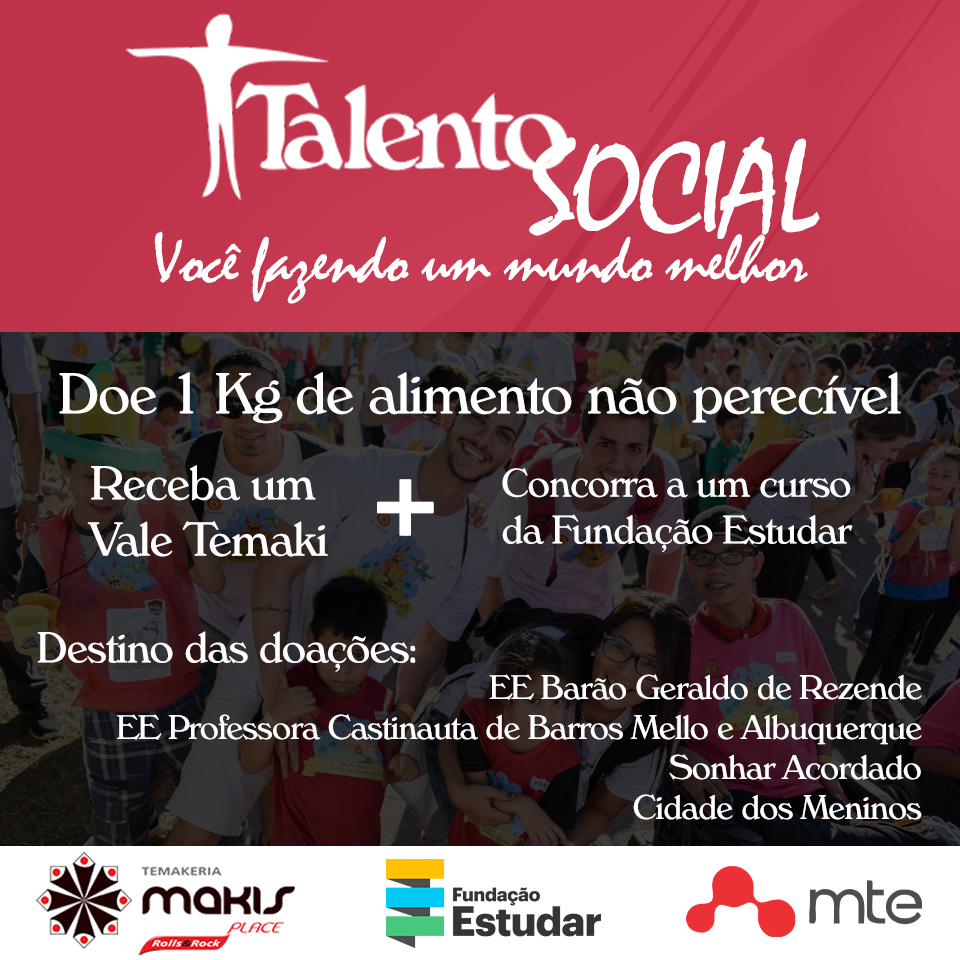 Talento
SOCIAL
Você fazendo um mundo melhor
Doe 1 Kg de alimento não perecível
Receba um
Vale Temaki
+
Concorra a um curso
da Fundação Estudar
Destino das doações:
EE Barão Geraldo de Rezende
EE Professora Castinauta de Barros Mello e Albuquerque
Sonhar Acordado
Cidade dos Meninos
TEMAKERIA
makis
PLACE
Rolls&Rock
Fundação
Estudar
mte